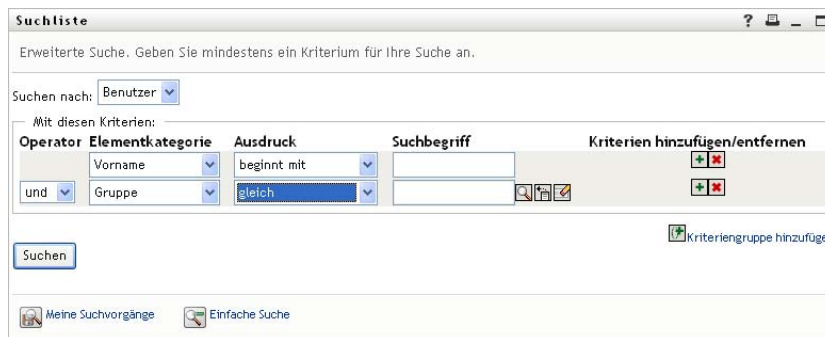 Suchliste
Erweiterte Suche. Geben Sie mindestens ein Kriterium für Ihre Suche an.
Suchen nach: Benutzer
Mit diesen Kriterien:
Operator Elementkategorie Ausdruck Suchbegriff Kriterien hinzufügen/entfernen
Vorname beginnt mit
und Gruppe gleich
Kriteriengruppe hinzufüge
Suchen
Meine Suchvorgänge Einfache Suche